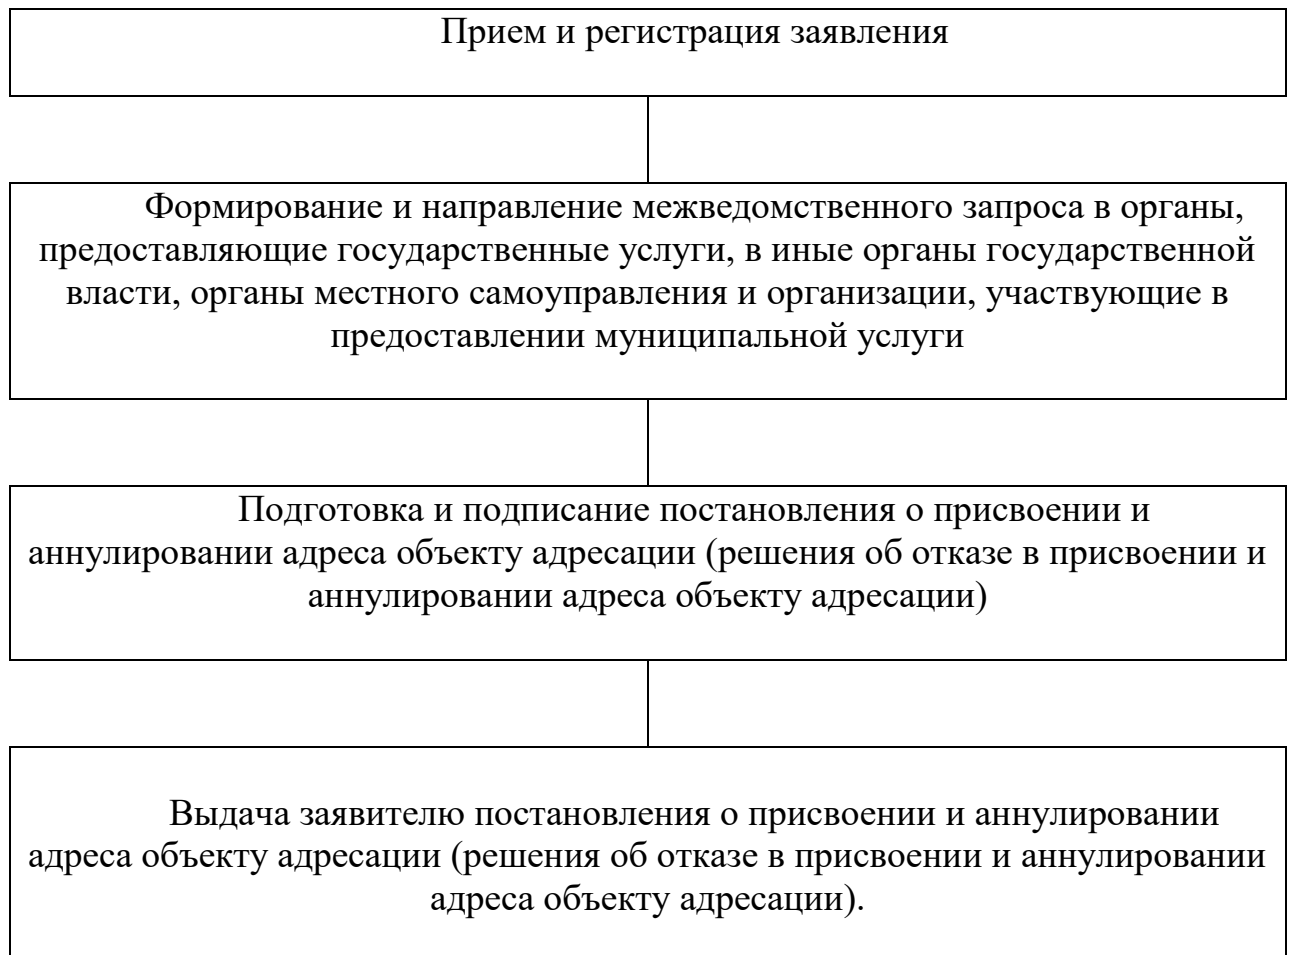 Прием и регистрация заявления
Формирование и направление межведомственного запроса в органы,
предоставляющие государственные услуги, в иные органы государственной
власти, органы местного самоуправления и организации, участвующие в
предоставлении муниципальной услуги
Подготовка и подписание постановления о присвоении и
аннулировании адреса объекту адресации (решения об отказе в присвоении и
аннулировании адреса объекту адресации)
Выдача заявителю постановления о присвоении и аннулировании
адреса объекту адресации (решения об отказе в присвоении и аннулировании
адреса объекту адресации).